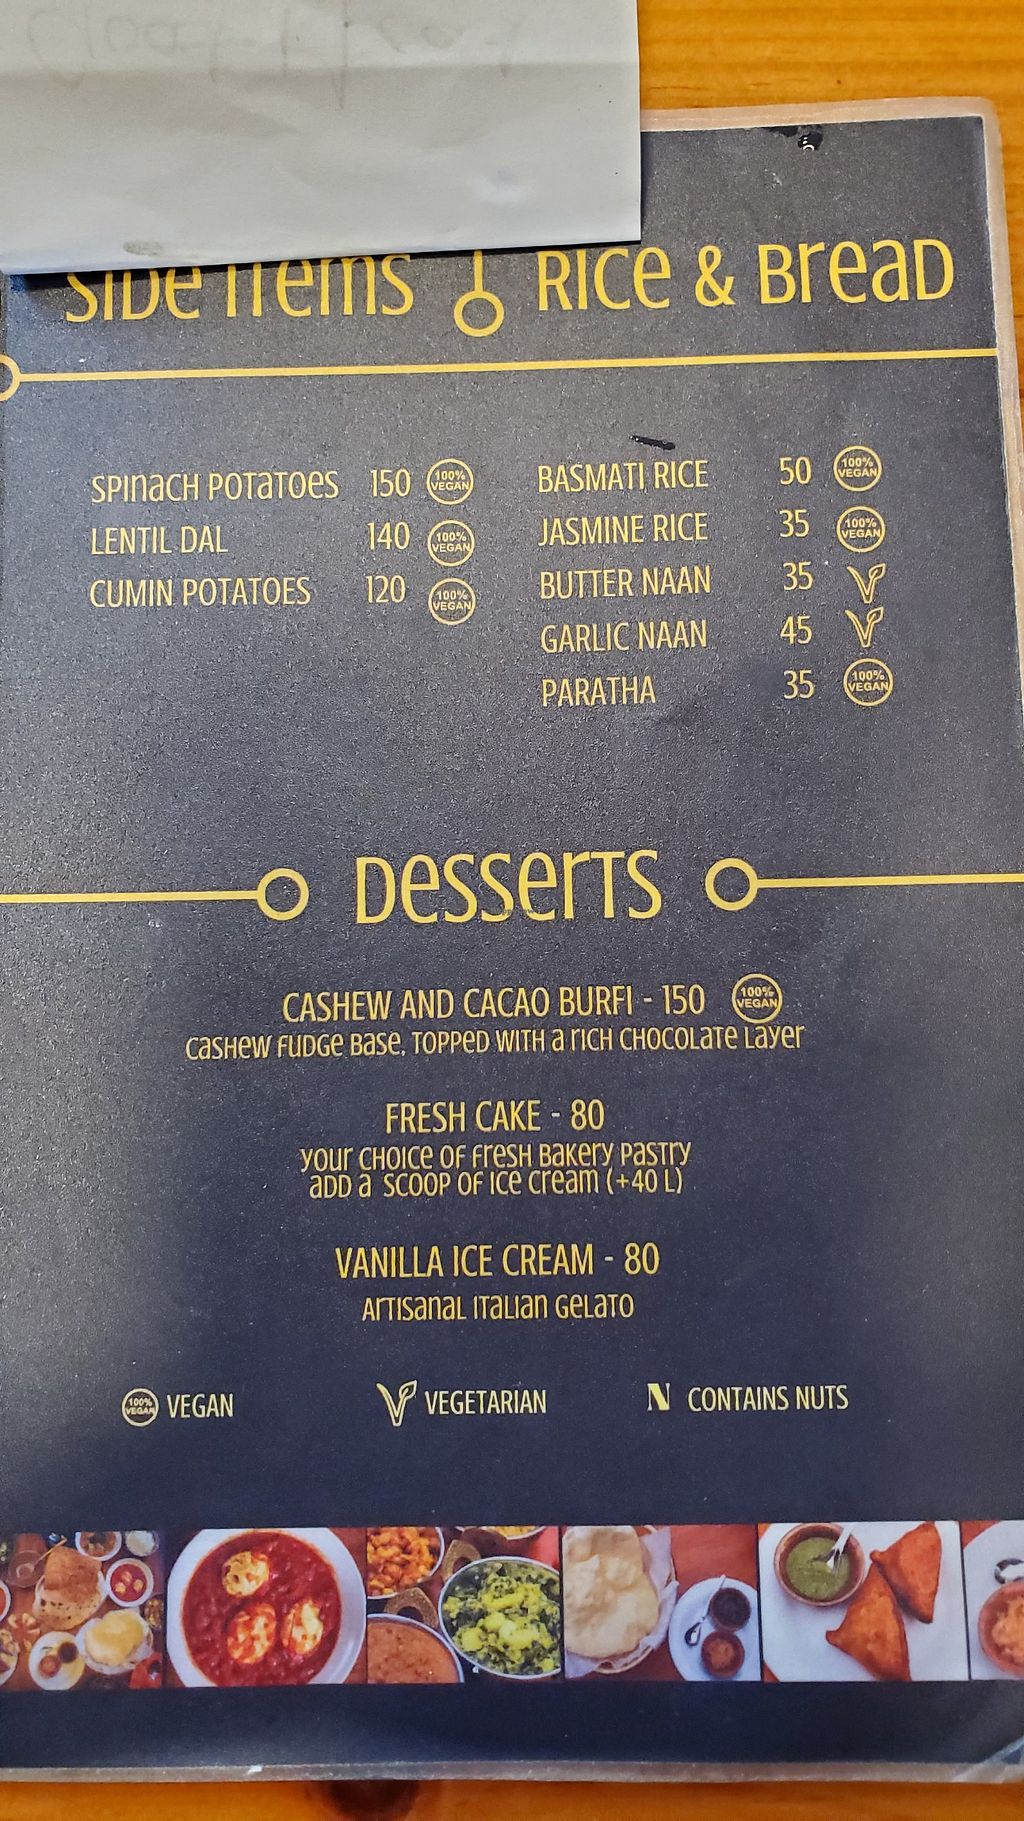 SIDE ITEMS
RICE & BREAD
SPINACH POTATOES 150 100% VEGAN
LENTIL DAL 140 100% VEGAN
CUMIN POTATOES 120 100% VEGAN
BASMATI RICE 50 100% VEGAN
JASMINE RICE 35 100% VEGAN
BUTTER NAAN 35
GARLIC NAAN 45
PARATHA 35 100% VEGAN
DESSERTS
CASHEW AND CACAO BURFI - 150 100% VEGAN
CASHEW FUDGE BASE, TOPPED WITH A RICH CHOCOLATE LAYER
FRESH CAKE - 80
YOUR CHOICE OF FRESH BAKERY PASTRY
ADD A SCOOP OF ICE CREAM (+40 L)
VANILLA ICE CREAM - 80
ARTISANAL ITALIAN GELATO
100% VEGAN VEGAN
VEGETARIAN
N CONTAINS NUTS